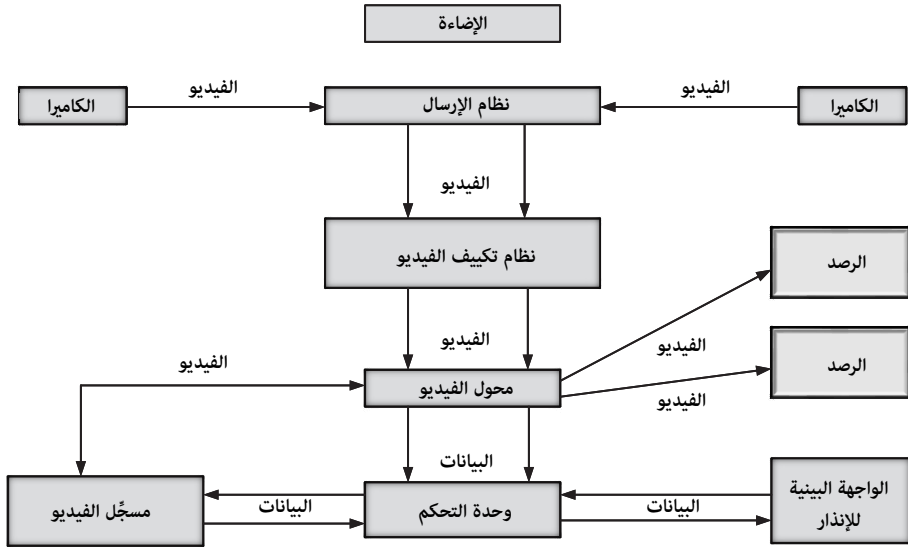 الإضاءة
الكاميرا
الفيديو
نظام الإرسال
الفيديو
الكاميرا
الفيديو
نظام تكييف الفيديو
الرصد
الفيديو
الفيديو
الفيديو
محول الفيديو
الرصد
الفيديو
البيانات
الواجهة البينية
للإنذار
البيانات
وحدة التحكم
البيانات
مسجِّل الفيديو